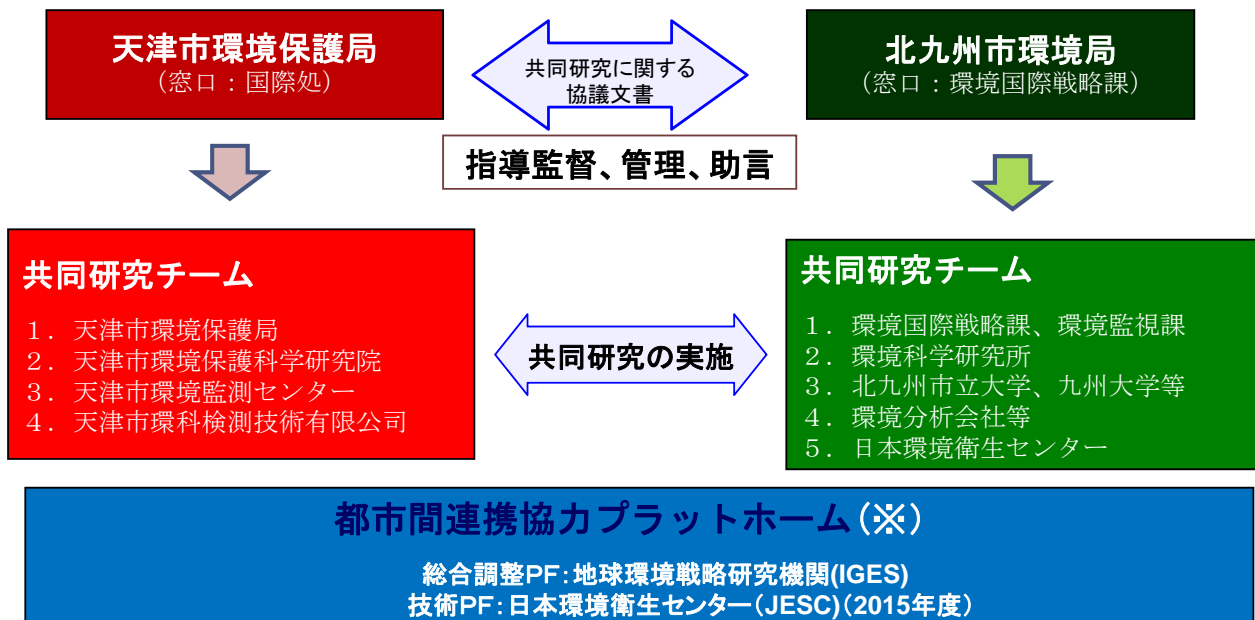 天津市環境保護局
(窓口：国際処)
共同研究に関する
協議文書
北九州市環境局
(窓口：環境国際戦略課)
指導監督、管理、助言
共同研究チーム
1．天津市環境保護局
2．天津市環境保護科学研究院
3．天津市環境監測センター
4．天津市環科検測技術有限公司
共同研究の実施
共同研究チーム
1．環境国際戦略課、環境監視課
2．環境科学研究所
3．北九州市立大学、九州大学等
4．環境分析会社等
5．日本環境衛生センター
都市間連携協力プラットホーム(※)
総合調整PF：地球環境戦略研究機関(IGES)
技術PF：日本環境衛生センター(JESC)(2015年度)